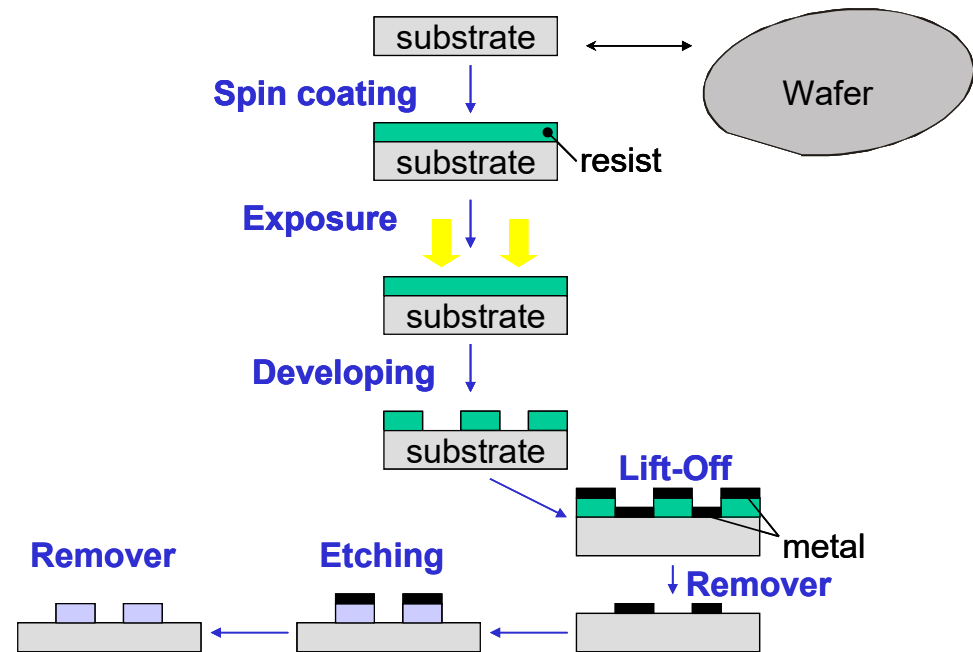 substrate
Wafer
Spin coating
resist
substrate
Exposure
substrate
Developing
substrate
Lift-Off
metal
Remover
Etching
Remover